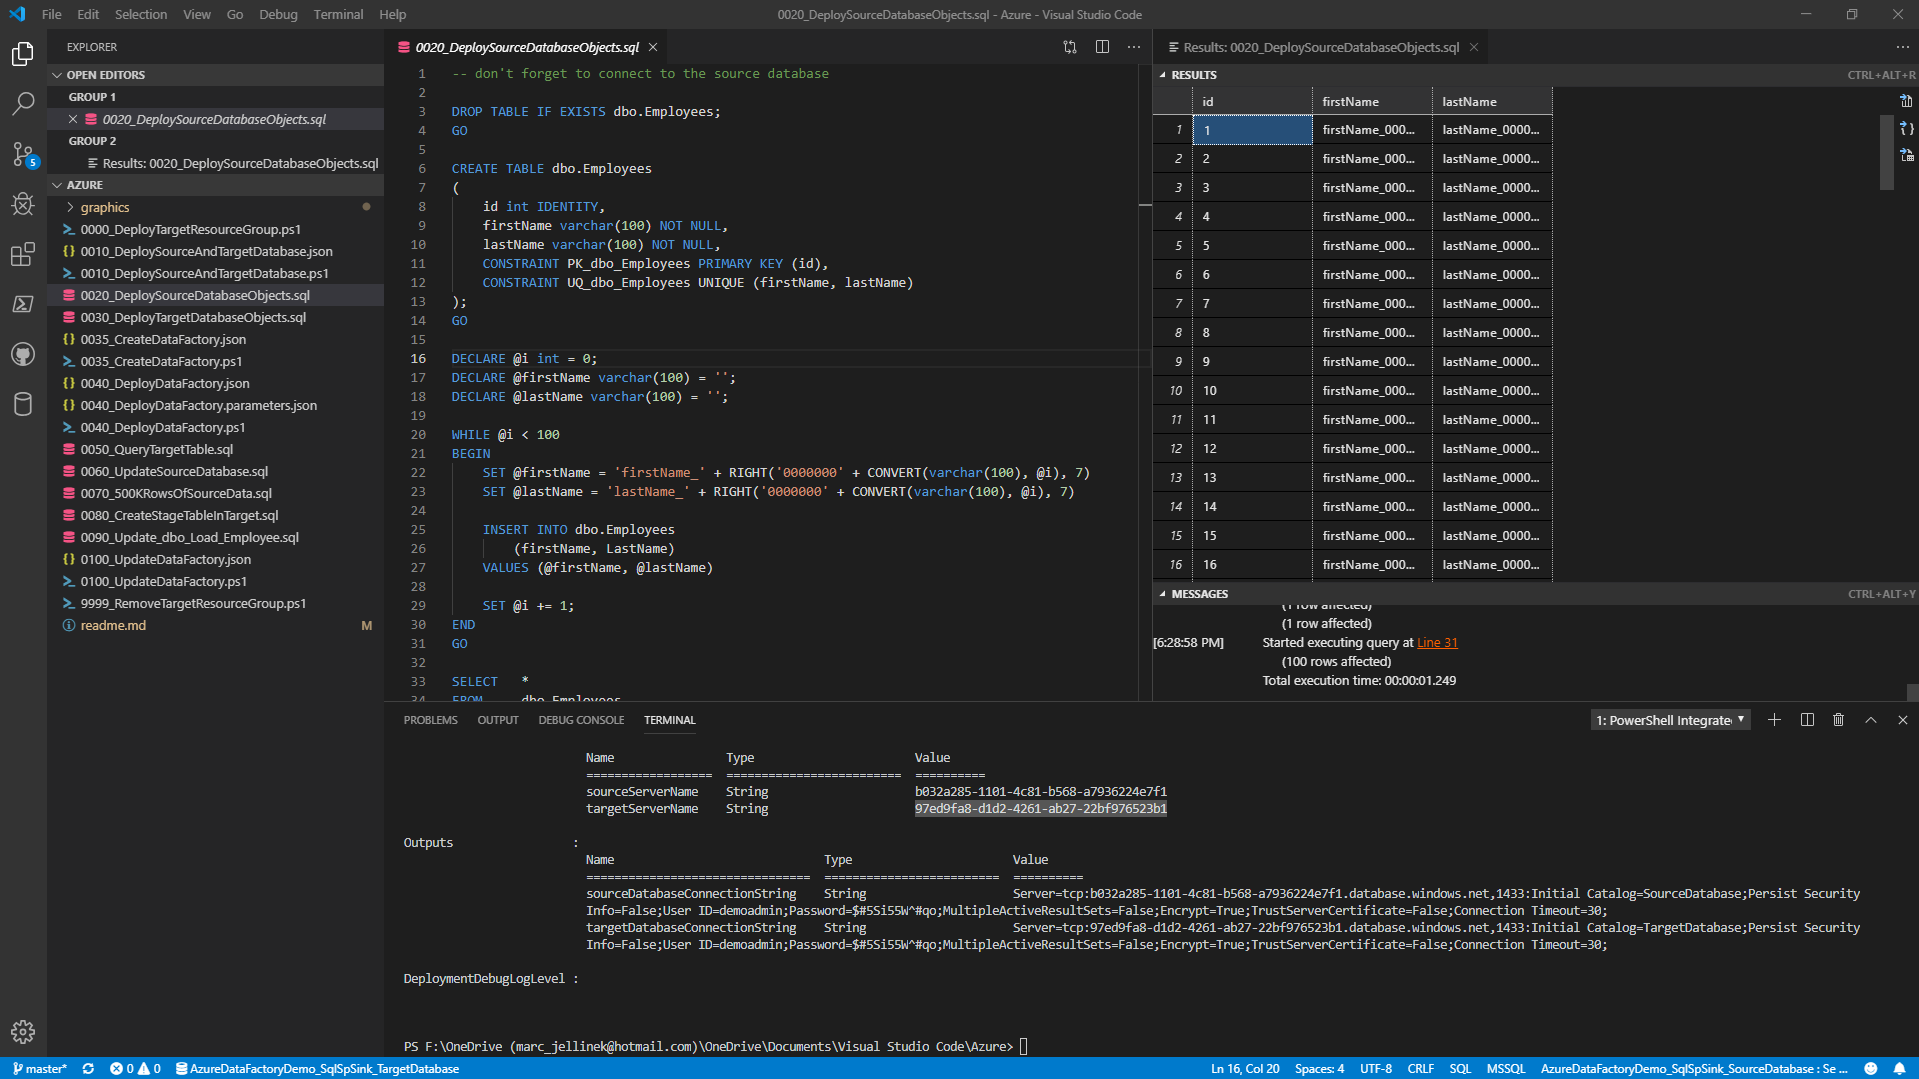 File Edit Selection View Go Debug Terminal Help
0020_DeploySourceDatabaseObjects.sql - Azure - Visual Studio Code
EXPLORER
OPEN EDITORS
GROUP 1
0020_DeploySourceDatabaseObjects.sql
GROUP 2
Results: 0020_DeploySourceDatabaseObjects.sql
AZURE
graphics
0000_DeployTargetResourceGroup.ps1
0010_DeploySourceAndTargetDatabase.json
0010_DeploySourceAndTargetDatabase.ps1
0020_DeploySourceDatabaseObjects.sql
0030_DeployTargetDatabaseObjects.sql
0035_CreateDataFactory.json
0035_CreateDataFactory.ps1
0040_DeployDataFactory.json
0040_DeployDataFactory.parameters.json
0040_DeployDataFactory.ps1
0050_QueryTargetTable.sql
0060_UpdateSourceDatabase.sql
0070_500KRowsOfSourceData.sql
0080_CreateStageTableInTarget.sql
0090_Update_dbo_Load_Employee.sql
0100_UpdateDataFactory.json
0100_UpdateDataFactory.ps1
9999_RemoveTargetResourceGroup.ps1
readme.md M
5
0020_DeploySourceDatabaseObjects.sql
1 -- don't forget to connect to the source database
2
3 DROP TABLE IF EXISTS dbo.Employees;
4 GO
5
6 CREATE TABLE dbo.Employees
7 (
8 id int IDENTITY,
9 firstName varchar(100) NOT NULL,
10 lastName varchar(100) NOT NULL,
11 CONSTRAINT PK_dbo_Employees PRIMARY KEY (id),
12 CONSTRAINT UQ_dbo_Employees UNIQUE (firstName, lastName)
13 );
14 GO
15
16 DECLARE @i int = 0;
17 DECLARE @firstName varchar(100) = '';
18 DECLARE @lastName varchar(100) = '';
19
20 WHILE @i < 100
21 BEGIN
22 SET @firstName = 'firstName_' + RIGHT('0000000' + CONVERT(varchar(100), @i), 7)
23 SET @lastName = 'lastName_' + RIGHT('0000000' + CONVERT(varchar(100), @i), 7)
24
25 INSERT INTO dbo.Employees
26 (firstName, LastName)
27 VALUES (@firstName, @lastName)
28
29 SET @i += 1;
30 END
31 GO
32
33 SELECT *
34 FROM dbo.Employees
Results: 0020_DeploySourceDatabaseObjects.sql
RESULTS CTRL+ALT+R
id firstName lastName
1 1 firstName_000... lastName_0000...
2 2 firstName_000... lastName_0000...
3 3 firstName_000... lastName_0000...
4 4 firstName_000... lastName_0000...
5 5 firstName_000... lastName_0000...
6 6 firstName_000... lastName_0000...
7 7 firstName_000... lastName_0000...
8 8 firstName_000... lastName_0000...
9 9 firstName_000... lastName_0000...
10 10 firstName_000... lastName_0000...
11 11 firstName_000... lastName_0000...
12 12 firstName_000... lastName_0000...
13 13 firstName_000... lastName_0000...
14 14 firstName_000... lastName_0000...
15 15 firstName_000... lastName_0000...
16 16 firstName_000... lastName_0000...
MESSAGES CTRL+ALT+Y
(1 row affected)
(1 row affected)
[6:28:58 PM] Started executing query at Line 31
(100 rows affected)
Total execution time: 00:00:01.249
PROBLEMS OUTPUT DEBUG CONSOLE TERMINAL
1: PowerShell Integrate
Name Type Value
================== ========================== ==========
sourceServerName String b032a285-1101-4c81-b568-a7936224e7f1
targetServerName String 97ed9fa8-d1d2-4261-ab27-22bf976523b1
Outputs :
Name Type Value
============================= ========================== ==========
sourceDatabaseConnectionString String Server=tcp:b032a285-1101-4c81-b568-a7936224e7f1.database.windows.net,1433:Initial Catalog=SourceDatabase;Persist Security
Info=False;User ID=demoadmin;Password=$#5Si55W^#qo;MultipleActiveResultSets=False;Encrypt=True;TrustServerCertificate=False;Connection Timeout=30;
targetDatabaseConnectionString String Server=tcp:97ed9fa8-d1d2-4261-ab27-22bf976523b1.database.windows.net,1433:Initial Catalog=TargetDatabase;Persist Security
Info=False;User ID=demoadmin;Password=$#5Si55W^#qo;MultipleActiveResultSets=False;Encrypt=True;TrustServerCertificate=False;Connection Timeout=30;
DeploymentDebugLogLevel :
PS F:\OneDrive (marc_jellinek@hotmail.com)\OneDrive\Documents\Visual Studio Code\Azure>
master* 0 0 AzureDataFactoryDemo_SqlSpSink_TargetDatabase
Ln 16, Col 20 Spaces: 4 UTF-8 CRLF SQL MSSQL AzureDataFactoryDemo_SqlSpSink_SourceDatabase : Se ...